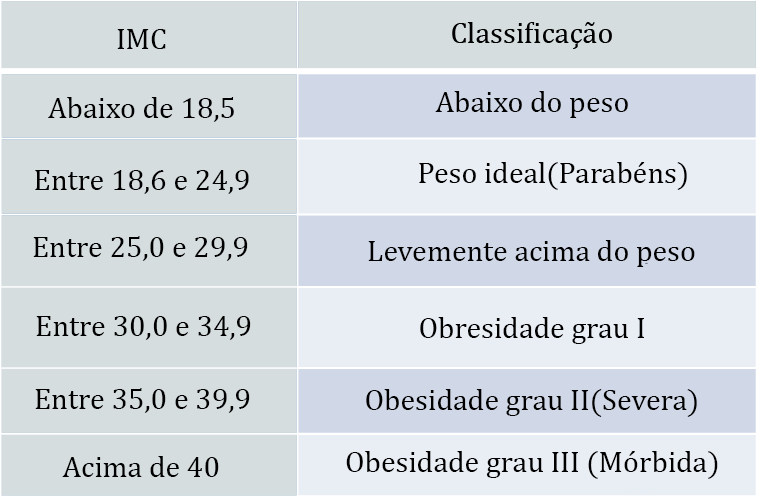 IMC Classificação
Abaixo de 18,5 Abaixo do peso
Entre 18,6 e 24,9 Peso ideal(Parabéns)
Entre 25,0 e 29,9 Levemente acima do peso
Entre 30,0 e 34,9 Obresidade grau I
Entre 35,0 e 39,9 Obesidade grau II(Severa)
Acima de 40 Obesidade grau III (Mórbida)